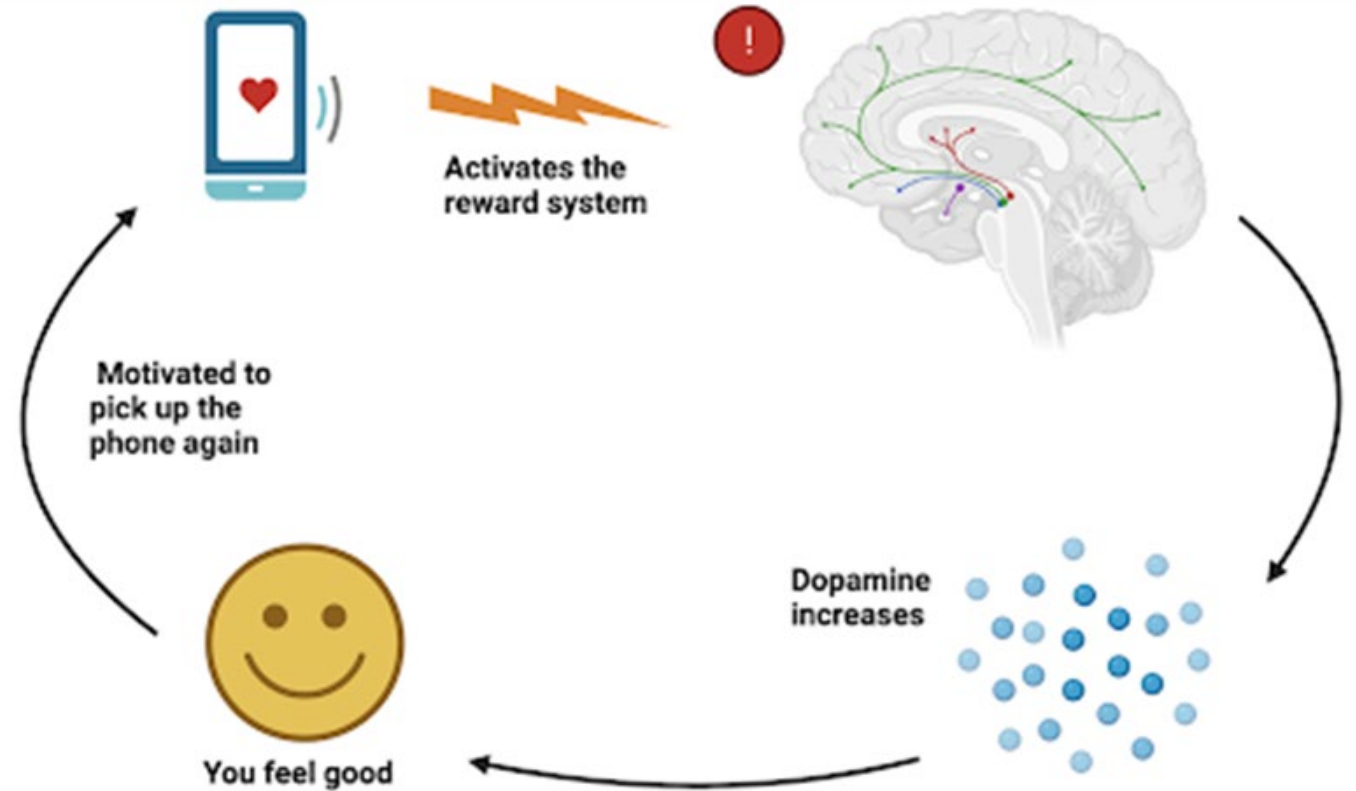 !
Activates the
reward system
Motivated to
pick up the
phone again
Dopamine
increases
You feel good